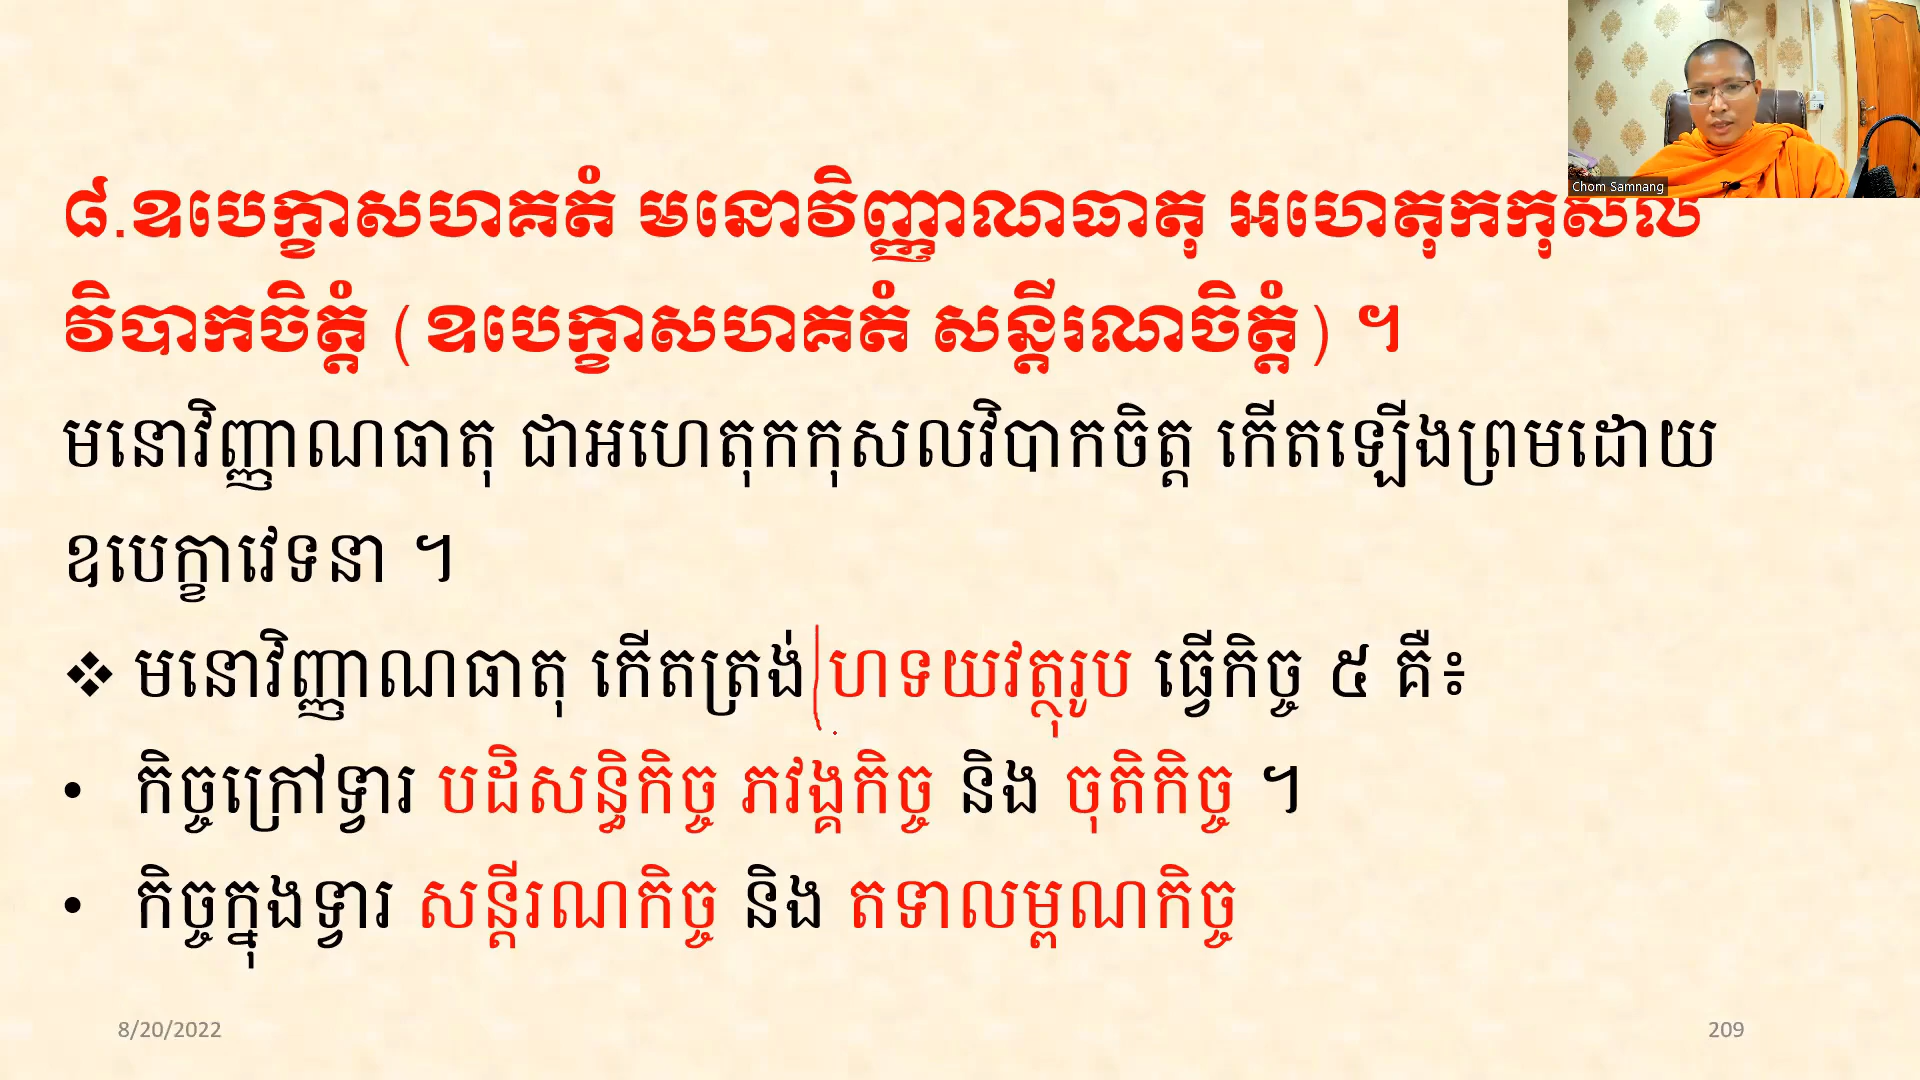 Chom Samnang
៨.ឧបេក្ខាសហគតំ មនោវិញ្ញាណធាតុ អហេតុកកុសល
វិបាកចិត្តំ (ឧបេក្ខាសហគតំ សន្តីរណចិត្តំ) ។
មនោវិញ្ញាណធាតុ ជាអហេតុកកុសលវិបាកចិត្ត កើតឡើងព្រមដោយ
ឧបេក្ខាវេទនា ។
❖ មនោវិញ្ញាណធាតុ កើតត្រង់ ហទយវត្ថុរូប ធ្វើកិច្ច ៥ គឺ៖
• កិច្ចក្រៅទ្វារ បដិសន្ធិកិច្ច ភវង្គកិច្ច និង ចុតិកិច្ច ។
• កិច្ចក្នុងទ្វារ សន្តីរណកិច្ច និង តទាលម្ពណកិច្ច
8/20/2022
209